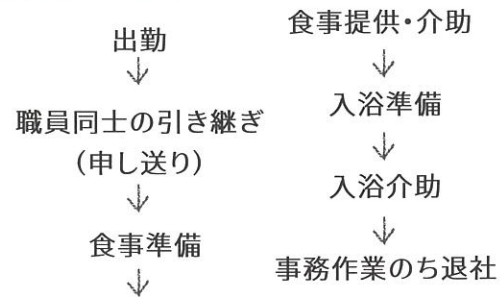 出勤
↓
職員同士の引き継ぎ
（申し送り）
↓
食事準備
↓
食事提供・介助
↓
入浴準備
↓
入浴介助
↓
事務作業のち退社